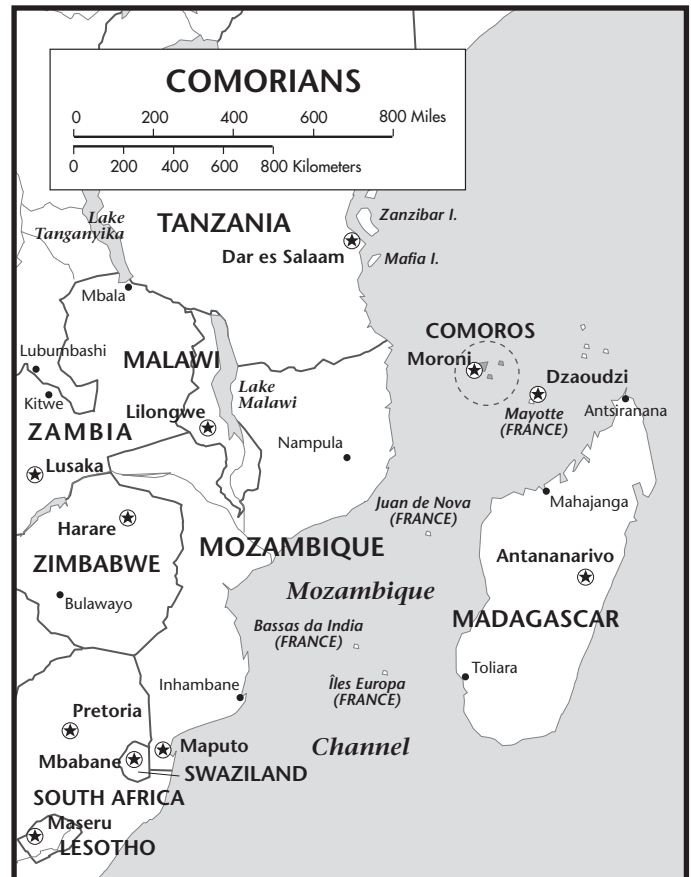 COMORIANS
0 200 400 600 800 Miles
0 200 400 600 800 Kilometers
Lake
Tanganyika
TANZANIA
Zanzibar I.
Dar es Salaam
Mafia I.
Mbala
COMOROS
Lubumbashi
MALAWI
Moroni
Dzaoudzi
Kitwe
Lake
Malawi
Lilongwe
Mayotte
(FRANCE)
Antsiranana
ZAMBIA
Nampula
Lusaka
Juan de Nova
(FRANCE)
Mahajanga
Harare
MOZAMBIQUE
Antananarivo
ZIMBABWE
Mozambique
Bulawayo
MADAGASCAR
Bassas da India
(FRANCE)
Toliara
Inhambane
Îles Europa
(FRANCE)
Pretoria
Maputo
Channel
Mbabane
SWAZILAND
SOUTH AFRICA
Maseru
LESOTHO